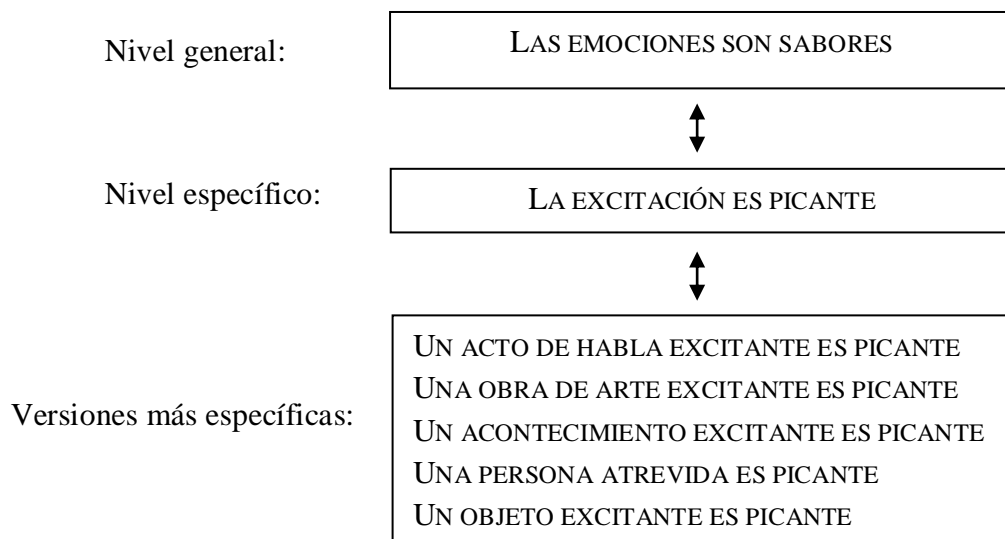 Nivel general:
LAS EMOCIONES SON SABORES
Nivel específico:
LA EXCITACIÓN ES PICANTE
Versiones más específicas:
UN ACTO DE HABLA EXCITANTE ES PICANTE
UNA OBRA DE ARTE EXCITANTE ES PICANTE
UN ACONTECIMIENTO EXCITANTE ES PICANTE
UNA PERSONA ATREVIDA ES PICANTE
UN OBJETO EXCITANTE ES PICANTE